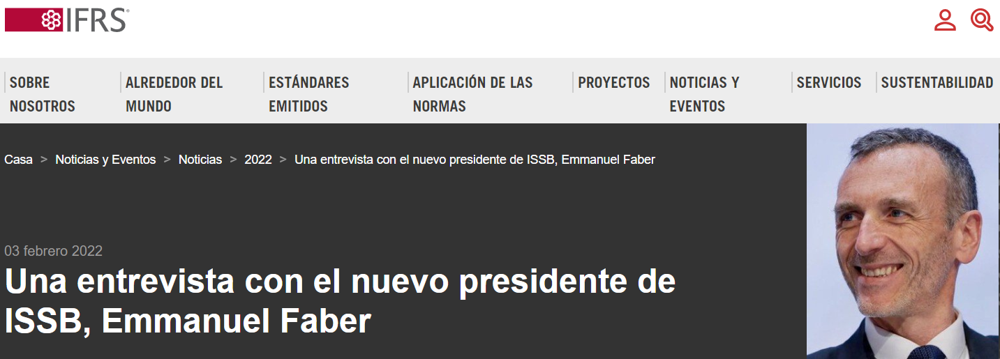 IFRS®
SOBRE
NOSOTROS
ALREDEDOR DEL
MUNDO
ESTÁNDARES
EMITIDOS
APLICACIÓN DE LAS
NORMAS
PROYECTOS
NOTICIAS Y
EVENTOS
SERVICIOS
SUSTENTABILIDAD
Casa > Noticias y Eventos > Noticias > 2022 > Una entrevista con el nuevo presidente de ISSB, Emmanuel Faber
03 febrero 2022
Una entrevista con el nuevo presidente de
ISSB, Emmanuel Faber